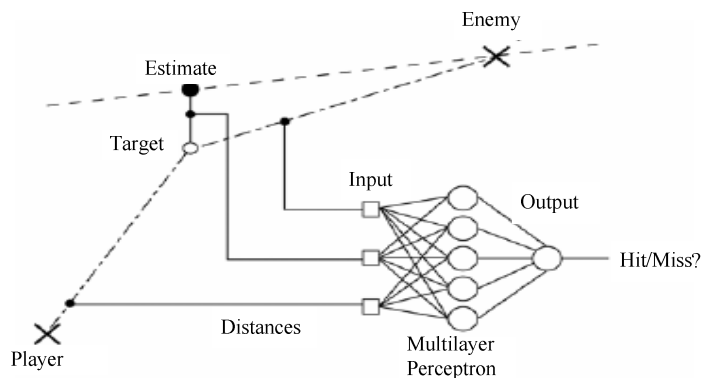 Enemy
Estimate
Target
Input
Output
Hit/Miss?
Distances
Player
Multilayer
Perceptron